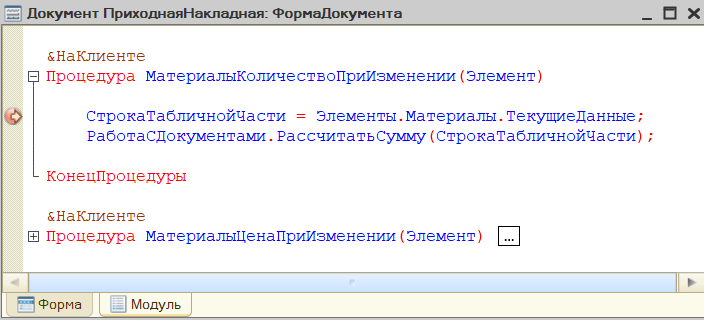 Документ ПриходнаяНакладная: ФормаДокумента
&НаКлиенте
Процедура МатериалыКоличествоПриИзменении(Элемент)
СтрокаТабличнойЧасти = Элементы.Материалы.ТекущиеДанные;
РаботаСДокументами.РассчитатьСумму(СтрокаТабличнойЧасти);
КонецПроцедуры
&НаКлиенте
Процедура МатериалыЦенаПриИзменении(Элемент) ...
Форма Модуль